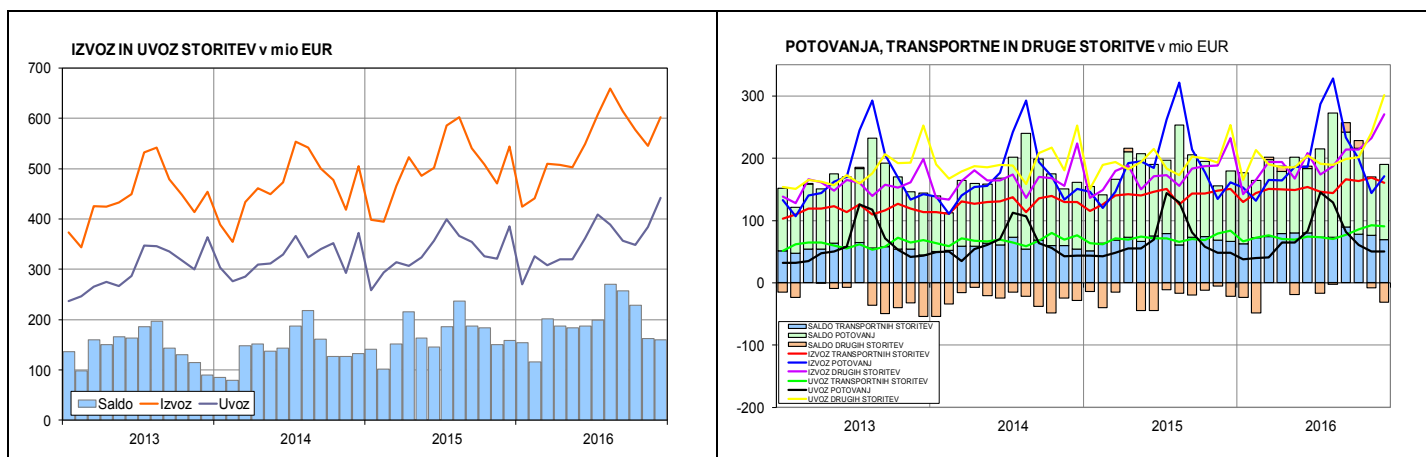 IZVOZ IN UVOZ STORITEV v mio EUR
700
600
500
400
300
200
100
0
Saldo Izvoz Uvoz
2013 2014 2015 2016
POTOVANJA, TRANSPORTNE IN DRUGE STORITVE v mio EUR
300
200
100
0
-100
-200
SALDO TRANSPORTNIH STORITEV
SALDO POTOVANJ
SALDO DRUGIH STORITEV
IZVOZ TRANSPORTNIH STORITEV
IZVOZ POTOVANJ
IZVOZ DRUGIH STORITEV
UVOZ TRANSPORTNIH STORITEV
UVOZ POTOVANJ
UVOZ DRUGIH STORITEV
2013 2014 2015 2016